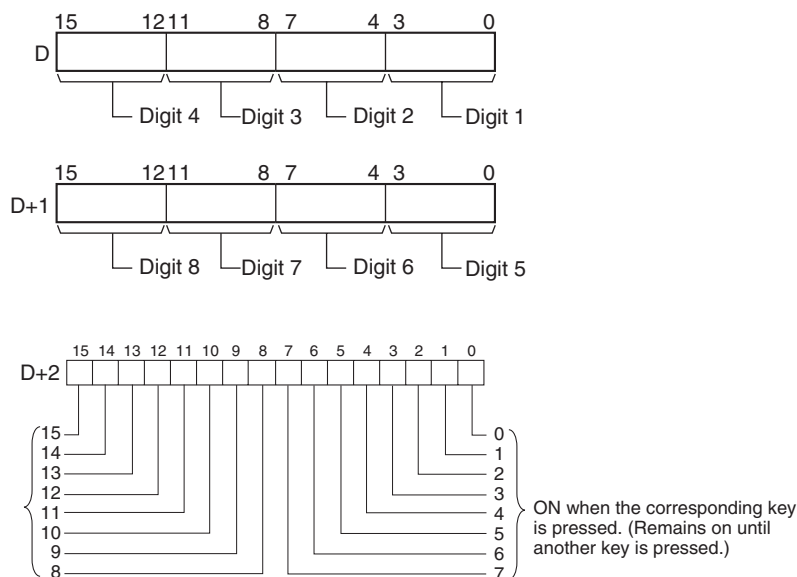 15 12 11 8 7 4 3 0
D
Digit 4 Digit 3 Digit 2 Digit 1
15 12 11 8 7 4 3 0
D+1
Digit 8 Digit 7 Digit 6 Digit 5
15 14 13 12 11 10 9 8 7 6 5 4 3 2 1 0
D+2
15 0
14 1
13 2
12 3
11 4
10 5
9 6
8 7
ON when the corresponding key
is pressed. (Remains on until
another key is pressed.)